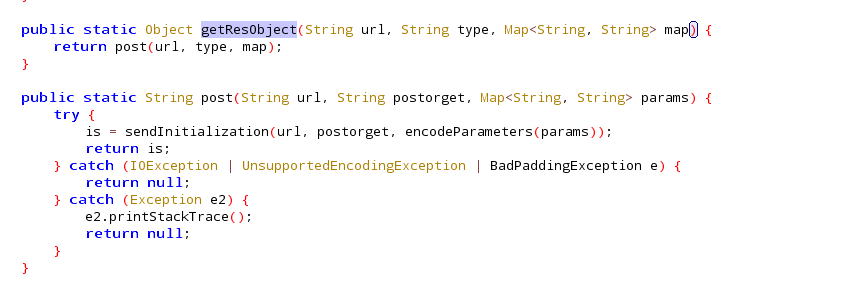 public static Object getResObject(String url, String type, Map<String, String> map) {
    return post(url, type, map);
}
public static String post(String url, String postorget, Map<String, String> params) {
    try {
        is = sendInitialization(url, postorget, encodeParameters(params));
        return is;
    } catch (IOException | UnsupportedEncodingException | BadPaddingException e) {
        return null;
    } catch (Exception e2) {
        e2.printStackTrace();
        return null;
    }
}